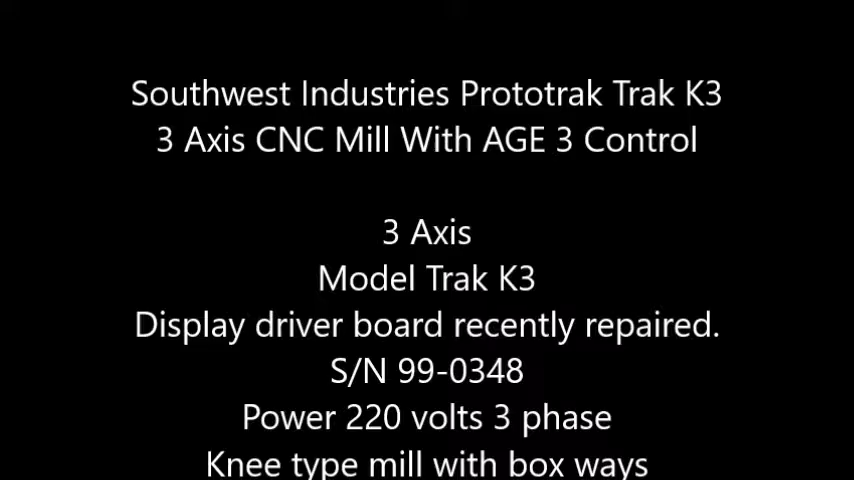 Southwest Industries Prototrak Trak K3
3 Axis CNC Mill With AGE 3 Control
3 Axis
Model Trak K3
Display driver board recently repaired.
S/N 99-0348
Power 220 volts 3 phase
Knee type mill with box ways